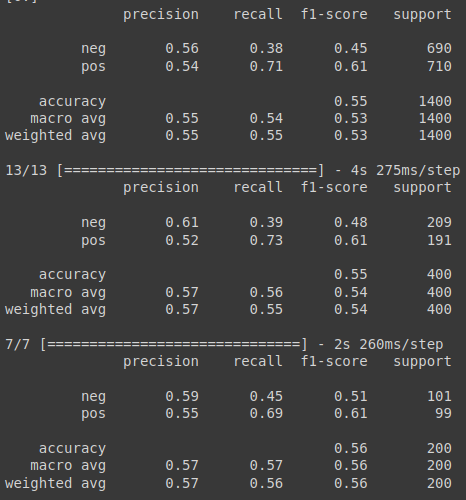 precision recall f1-score support
neg 0.56 0.38 0.45 690
pos 0.54 0.71 0.61 710
accuracy 0.55 1400
macro avg 0.55 0.54 0.53 1400
weighted avg 0.55 0.55 0.53 1400
13/13 [==============================] - 4s 275ms/step
precision recall f1-score support
neg 0.61 0.39 0.48 209
pos 0.52 0.73 0.61 191
accuracy 0.55 400
macro avg 0.57 0.56 0.54 400
weighted avg 0.57 0.55 0.54 400
7/7 [==============================] - 2s 260ms/step
precision recall f1-score support
neg 0.59 0.45 0.51 101
pos 0.55 0.69 0.61 99
accuracy 0.56 200
macro avg 0.57 0.57 0.56 200
weighted avg 0.57 0.56 0.56 200